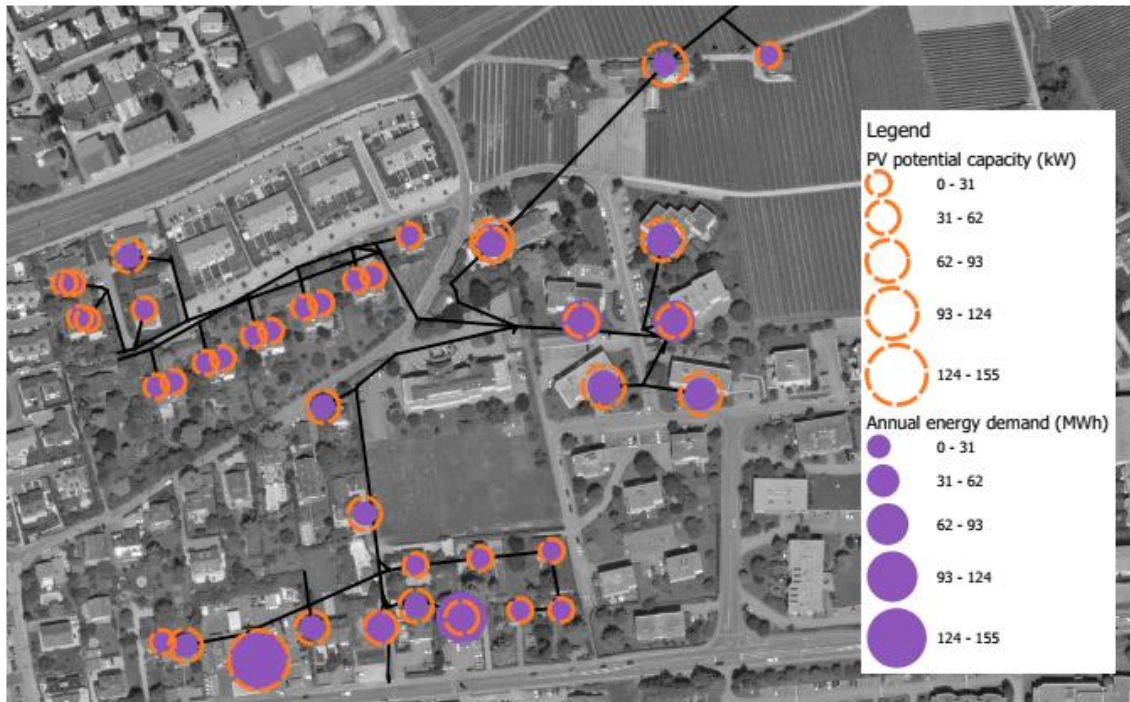 Legend
PV potential capacity (kW)
0 - 31
31 - 62
62 - 93
93 - 124
124 - 155
Annual energy demand (MWh)
0 - 31
31 - 62
62 - 93
93 - 124
124 - 155